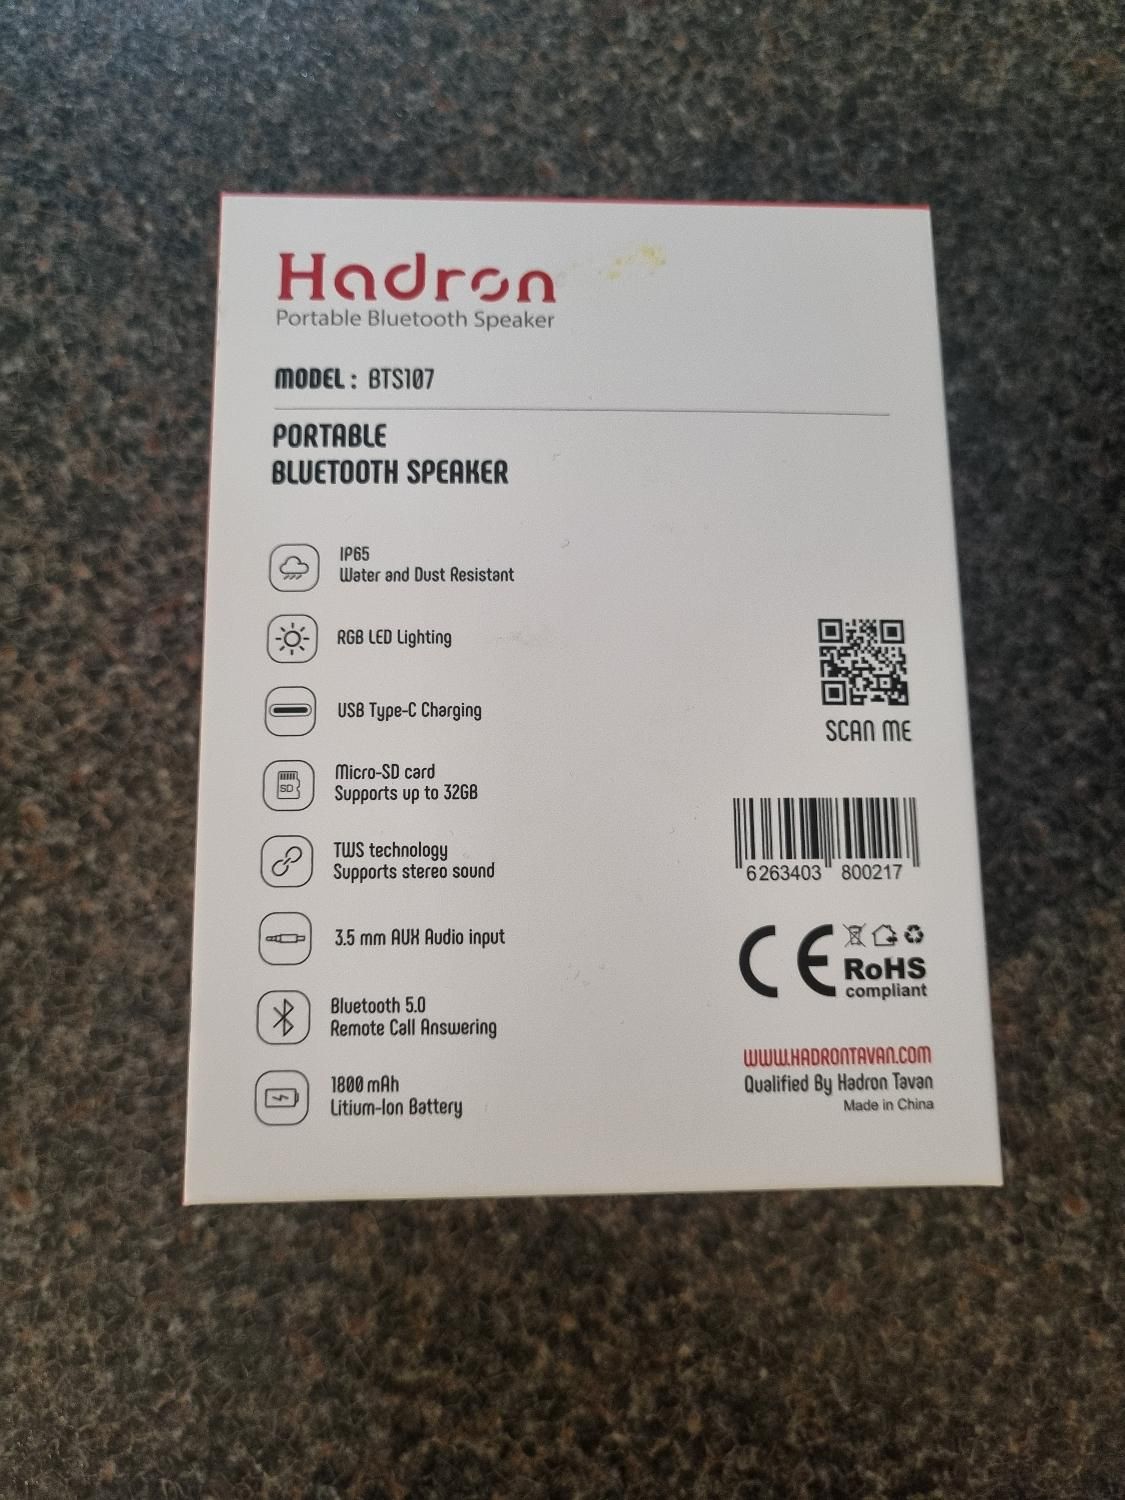 Hadron
Portable Bluetooth Speaker
MODEL : BTS107
PORTABLE
BLUETOOTH SPEAKER
IP65
Water and Dust Resistant
RGB LED Lighting
USB Type-C Charging
SD
Micro-SD card
Supports up to 32GB
TWS technology
Supports stereo sound
3.5 mm AUX Audio input
Bluetooth 5.0
Remote Call Answering
1800 mAh
Litium-Ion Battery
SCAN ME
6 263403 800217
CE
RoHS
compliant
WWW.HADRONTAVAN.COM
Qualified By Hadron Tavan
Made in China